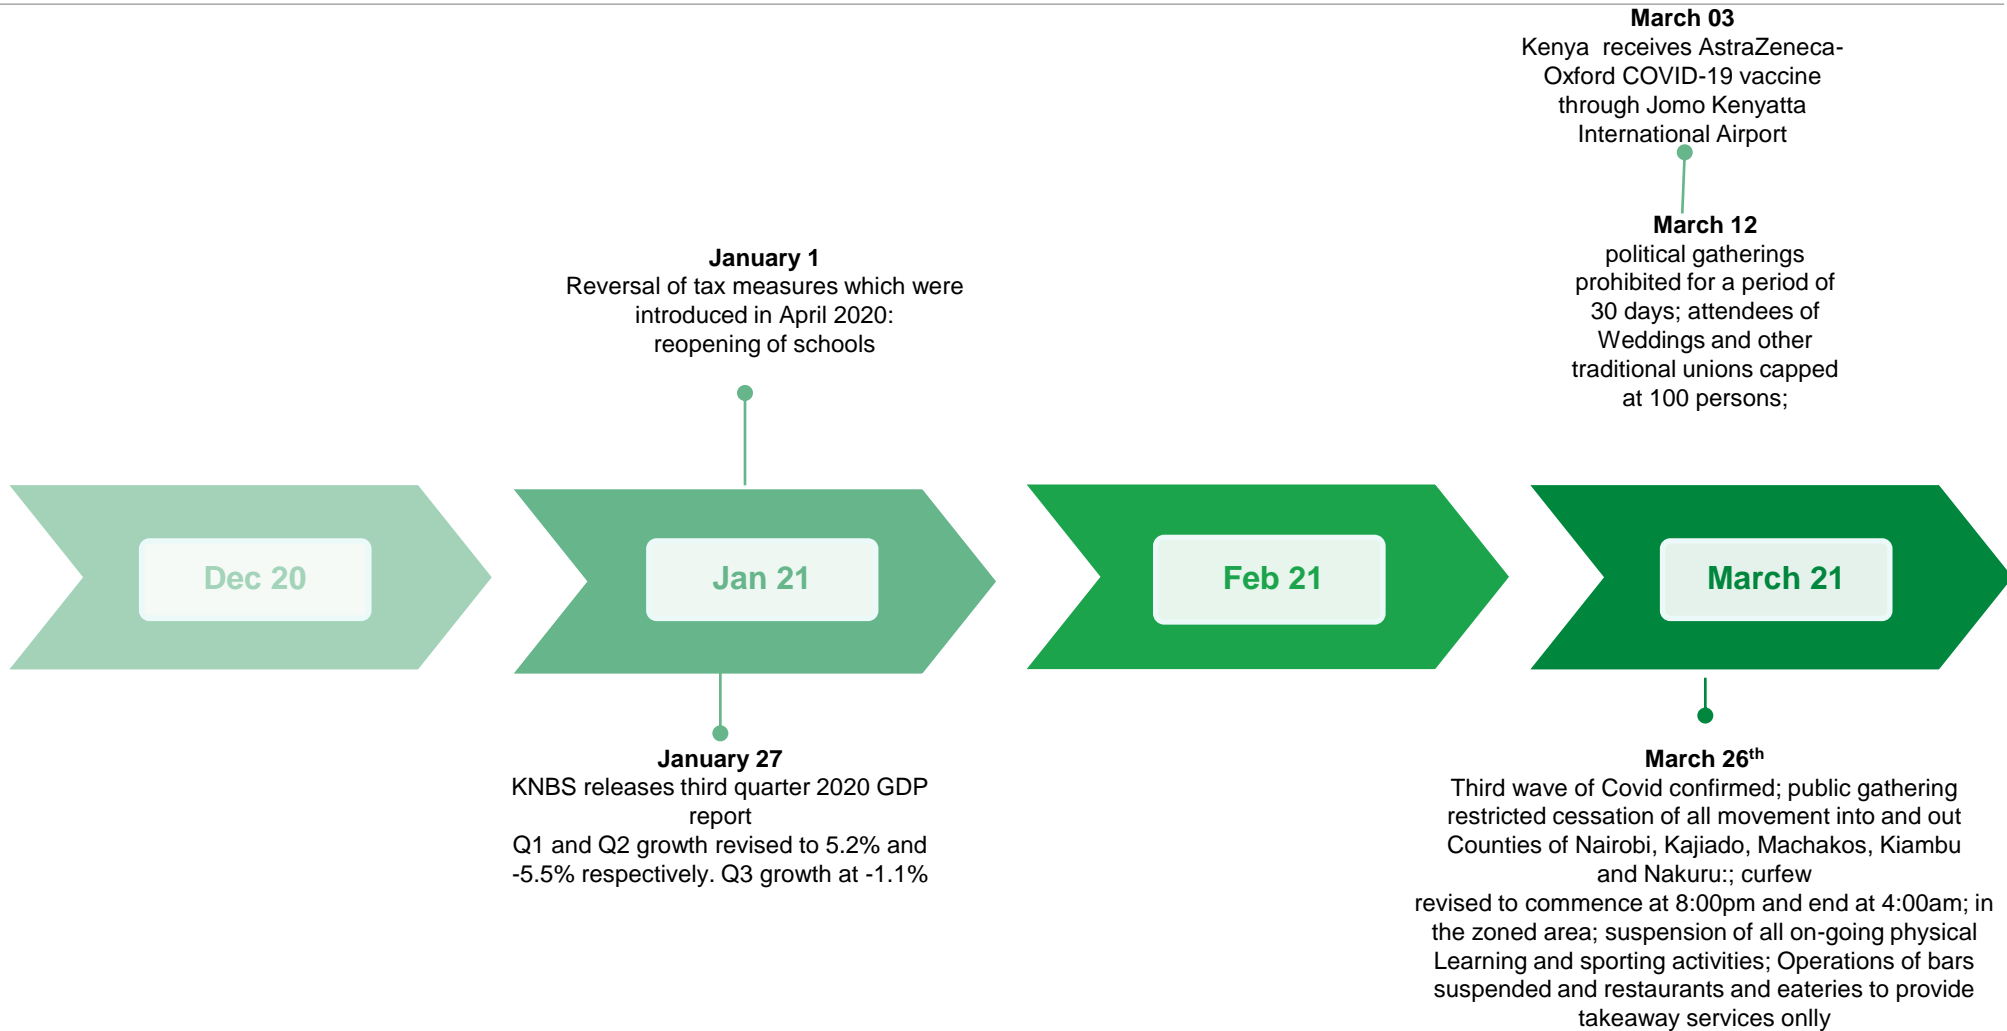 March 03
Kenya  receives AstraZeneca-
Oxford COVID-19 vaccine
through Jomo Kenyatta
International Airport
March 12
political gatherings
prohibited for a period of
30 days; attendees of
Weddings and other
traditional unions capped
at 100 persons;
January 1
Reversal of tax measures which were
introduced in April 2020:
reopening of schools
Dec 20
Jan 21
Feb 21
March 21
January 27
KNBS releases third quarter 2020 GDP
report
Q1 and Q2 growth revised to 5.2% and
-5.5% respectively. Q3 growth at -1.1%
March 26th
Third wave of Covid confirmed; public gathering
restricted cessation of all movement into and out
Counties of Nairobi, Kajiado, Machakos, Kiambu
and Nakuru:; curfew
revised to commence at 8:00pm and end at 4:00am; in
the zoned area; suspension of all on-going physical
Learning and sporting activities; Operations of bars
suspended and restaurants and eateries to provide
takeaway services onlly